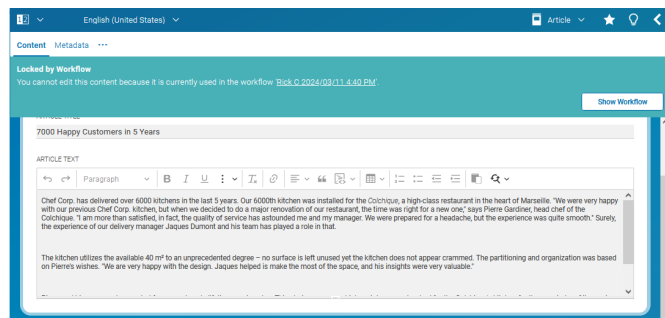 English (United States)
Article
Content Metadata
Locked by Workflow
You cannot edit this content because it is currently used in the workflow 'Rick C 2024/03/11 4:40 PM'.
Show Workflow
ARTICLE TITLE
7000 Happy Customers in 5 Years
ARTICLE TEXT
Paragraph B I U
Chef Corp. has delivered over 6000 kitchens in the last 5 years. Our 6000th kitchen was installed for the Colchique, a high-class restaurant in the heart of Marseille. "We were very happy
with our previous Chef Corp. kitchen, but when we decided to do a major renovation of our restaurant, the time was right for a new one," says Pierre Gardiner, head chef of the
Colchique. "I am more than satisfied, in fact, the quality of service has astounded me and my manager. We were prepared for a headache, but the experience was quite smooth." Surely,
the experience of our delivery manager Jaques Dumont and his team has played a role in that.
The kitchen utilizes the available 40 m² to an unprecedented degree – no surface is left unused yet the kitchen does not appear crammed. The partitioning and organization was based
on Pierre's wishes. "We are very happy with the design. Jaques helped is make the most of the space, and his insights were very valuable."